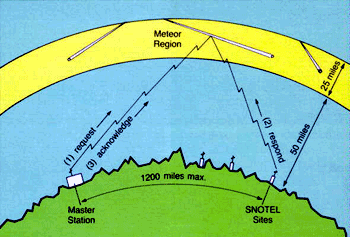 Meteor
Region
25 miles
(1) request
(3) acknowledge
(2) respond
50 miles
1200 miles max.
Master
Station
SNOTEL
Sites